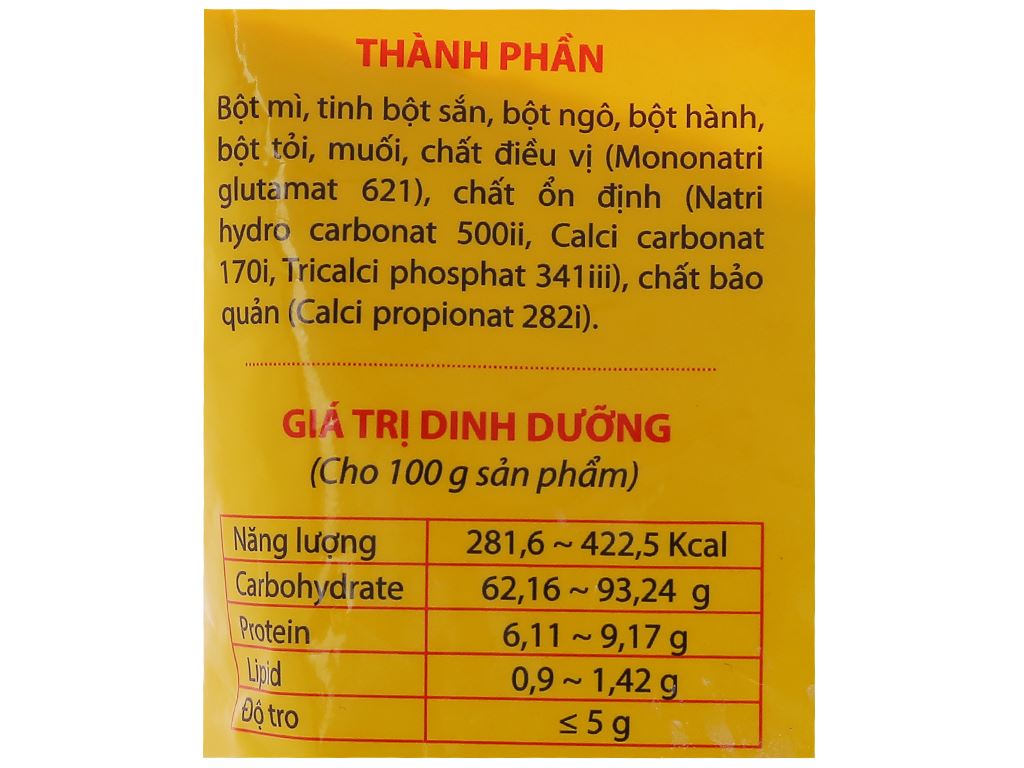 THÀNH PHẦN
Bột mì, tinh bột sắn, bột ngô, bột hành,
bột tỏi, muối, chất điều vị (Mononatri
glutamat 621), chất ổn định (Natri
hydro carbonat 500ii, Calci carbonat
170i, Tricalci phosphat 341iii), chất bảo
quản (Calci propionat 282i).
GIÁ TRỊ DINH DƯỠNG
(Cho 100 g sản phẩm)
Năng lượng 281,6 ~ 422,5 Kcal
Carbohydrate 62,16 ~ 93,24 g
Protein 6,11 ~ 9,17 g
Lipid 0,9 ~ 1,42 g
Độ tro ≤ 5 g